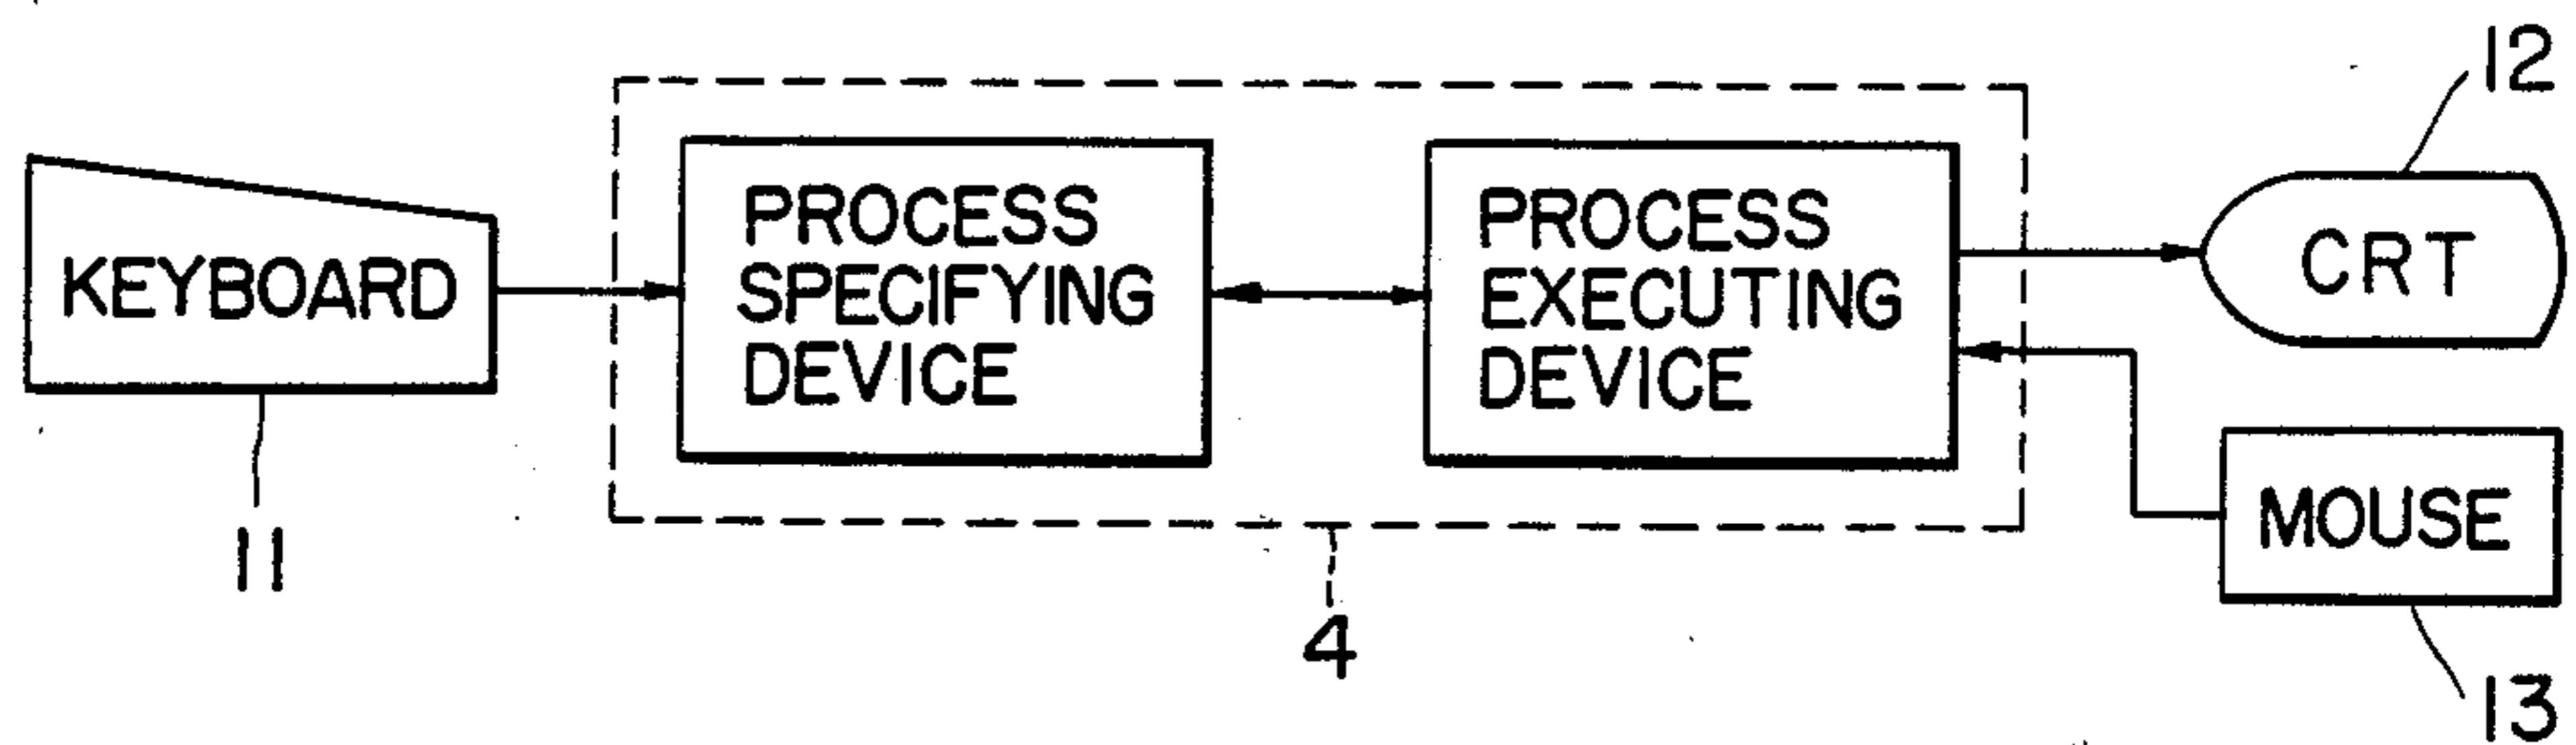 KEYBOARD
11
PROCESS
SPECIFYING
DEVICE
PROCESS
EXECUTING
DEVICE
4
12
CRT
MOUSE
13